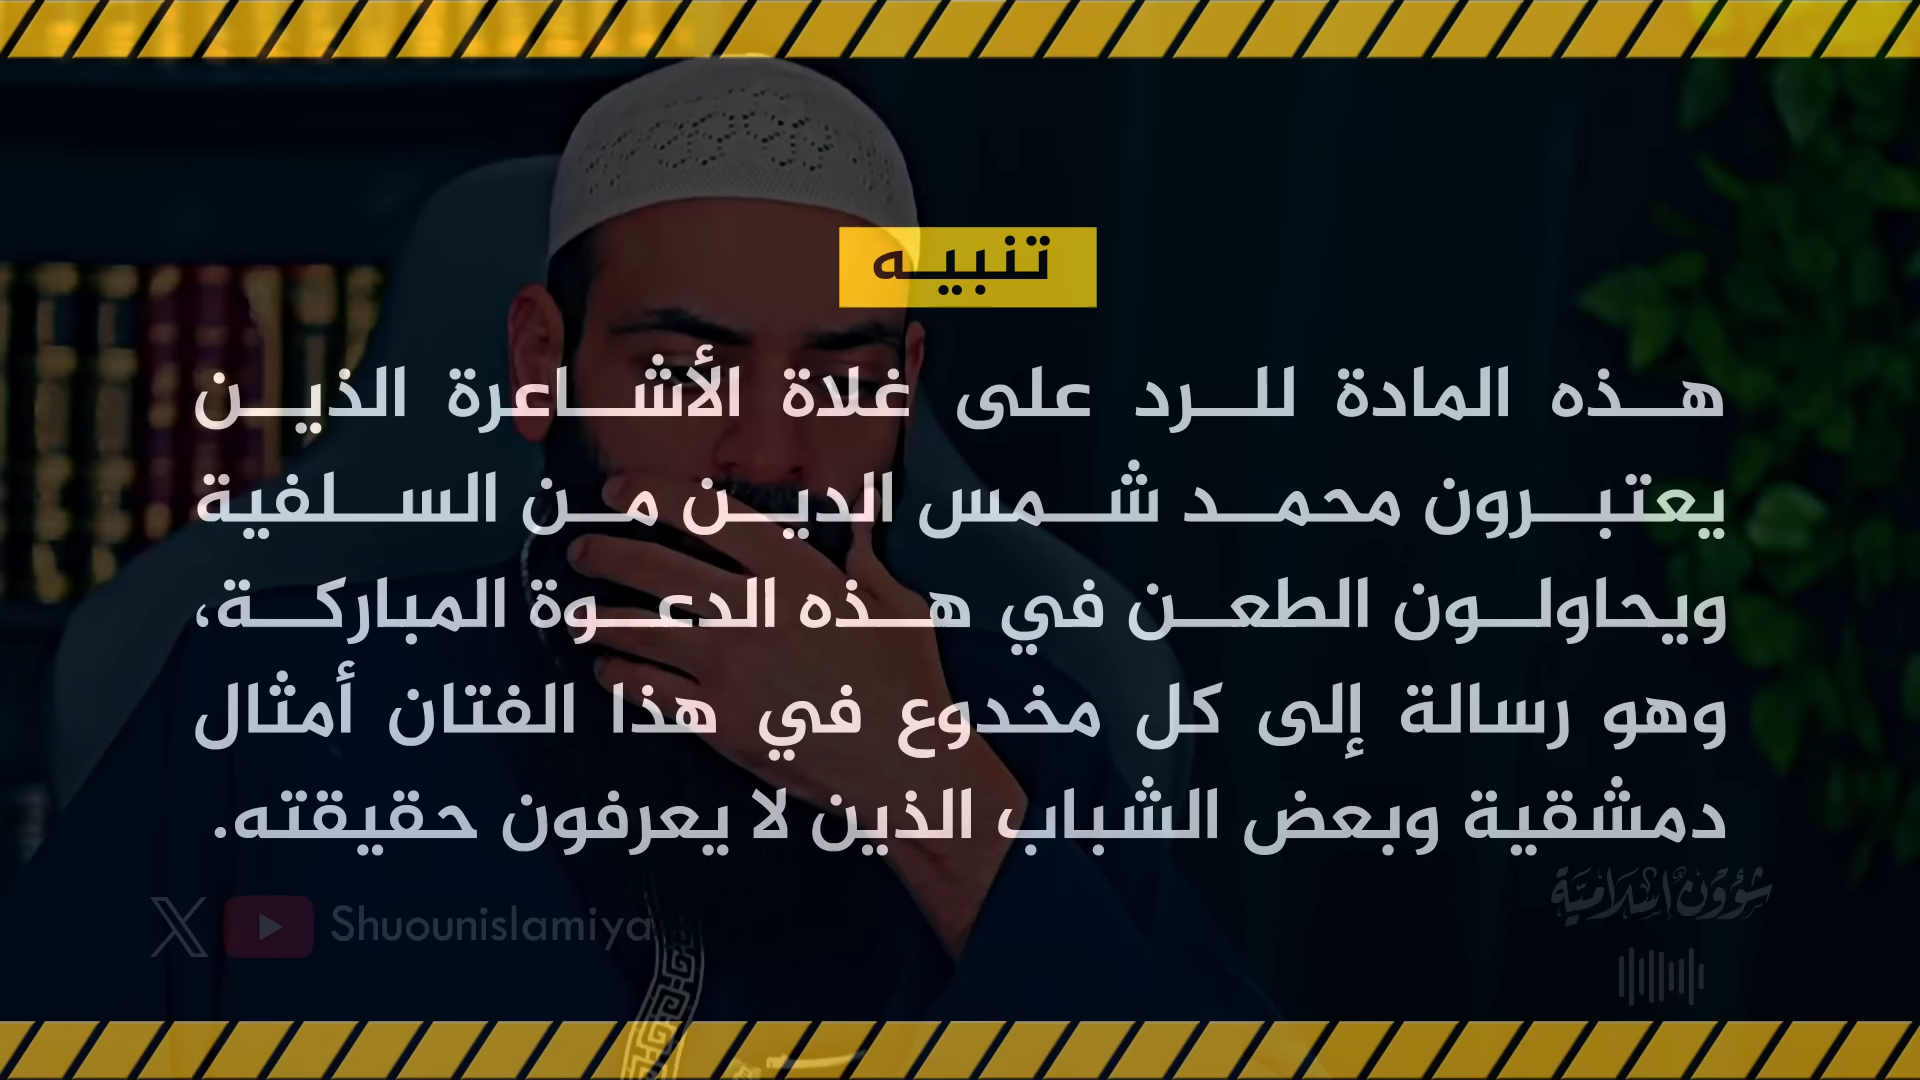 تنبيه
هذه المادة للرد على غلاة الأشاعرة الذين
يعتبرون محمد شمس الدين من السلفية
ويحاولون الطعن في هذه الدعوة المباركة،
وهو رسالة إلى كل مخدوع في هذا الفتان أمثال
دمشقية وبعض الشباب الذين لا يعرفون حقيقته.
Shuounislamiya
شؤون إسلامية